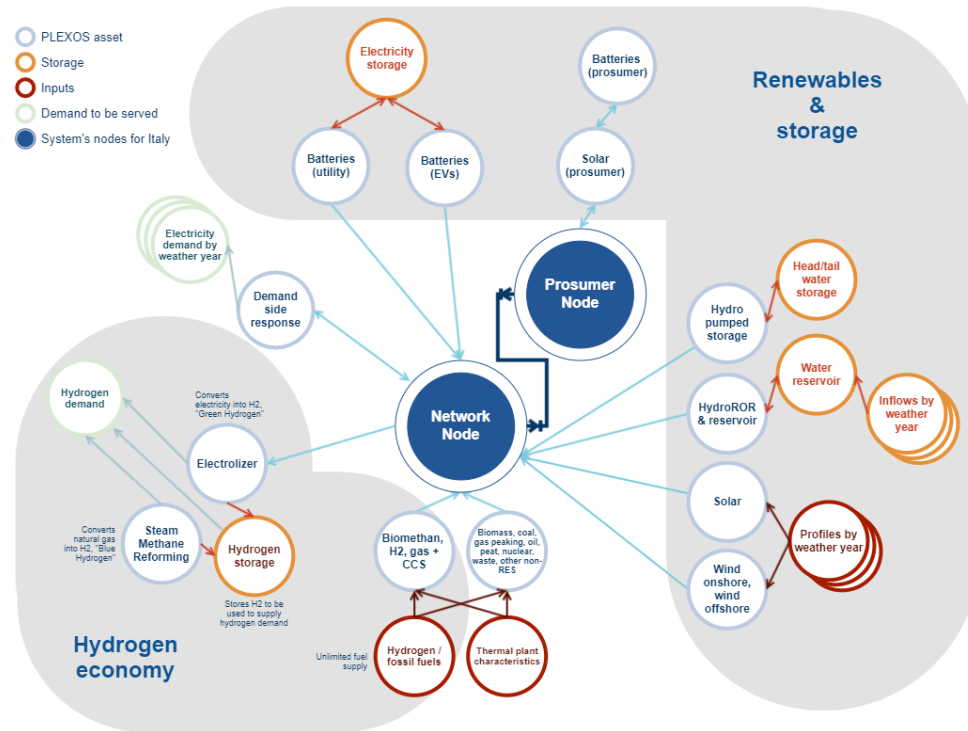 PLEXOS asset
Storage
Inputs
Demand to be served
System's nodes for Italy
Electricity
storage
Batteries
(prosumer)
Renewables
&
storage
Batteries
(utility)
Batteries
(EVs)
Solar
(prosumer)
Electricity
demand by
weather year
Demand
side
response
Prosumer
Node
Hydro
pumped
storage
Head/tail
water
storage
Water
reservoir
HydroROR
& reservoir
Inflows by
weather
year
Network
Node
Hydrogen
demand
Converts
electricity into H2,
"Green Hydrogen"
Electrolizer
Solar
Converts
natural gas
into H2, "Blue
Hydrogen"
Steam
Methane
Reforming
Hydrogen
storage
Biomethan,
H2, gas +
CCS
Biomass, coal,
gas peaking, oil,
peat, nuclear,
waste, other non-
RES
Profiles by
weather year
Wind
onshore,
wind
offshore
Stores H2 to be
used to supply
hydrogen demand
Hydrogen
economy
Unlimited fuel
supply
Hydrogen /
fossil fuels
Thermal plant
characteristics